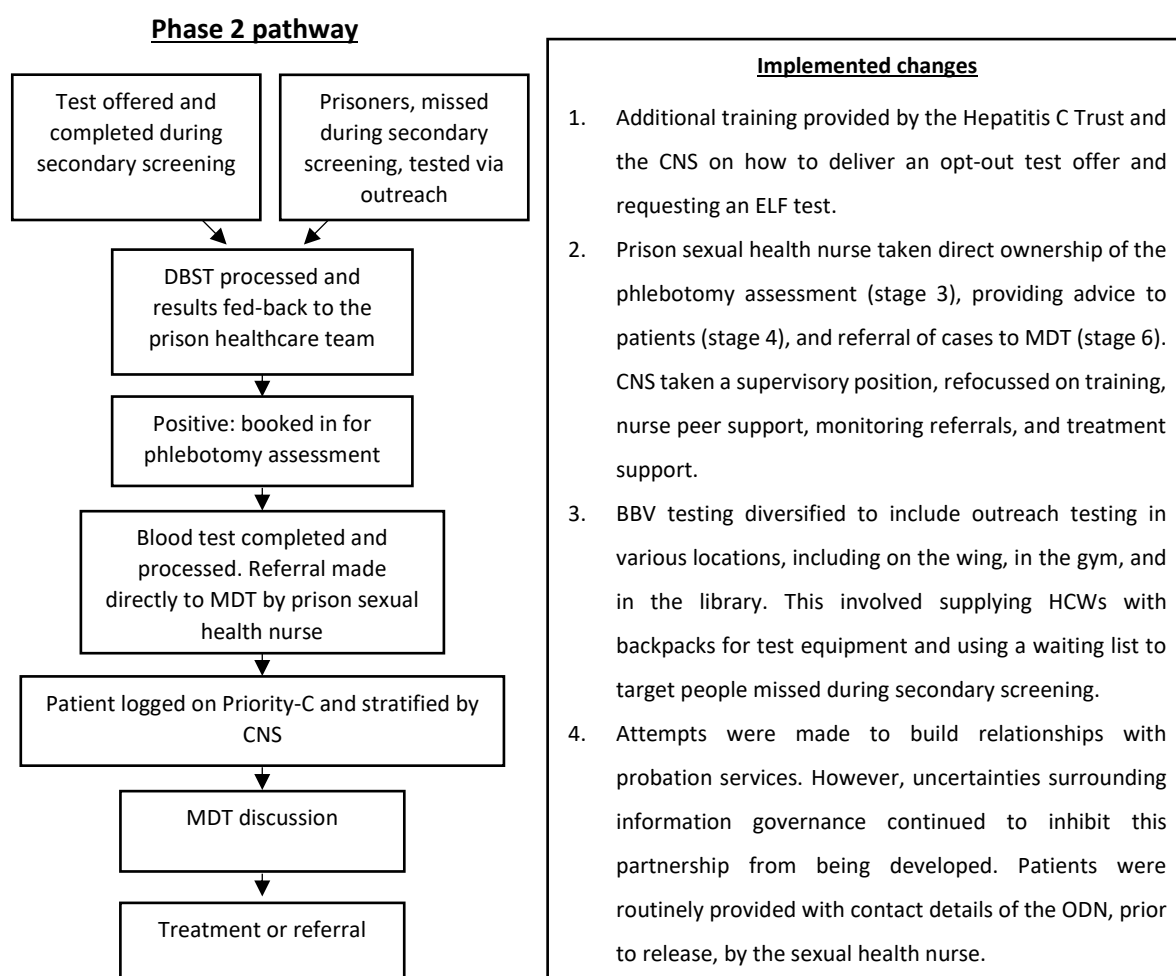 Phase 2 pathway
Test offered and
completed during
secondary screening
Prisoners, missed
during secondary
screening, tested via
outreach
DBST processed and
results fed-back to the
prison healthcare team
Positive: booked in for
phlebotomy assessment
Blood test completed and
processed. Referral made
directly to MDT by prison sexual
health nurse
Patient logged on Priority-C and stratified by
CNS
MDT discussion
Treatment or referral
Implemented changes
1. Additional training provided by the Hepatitis C Trust and
the CNS on how to deliver an opt-out test offer and
requesting an ELF test.
2. Prison sexual health nurse taken direct ownership of the
phlebotomy assessment (stage 3), providing advice to
patients (stage 4), and referral of cases to MDT (stage 6).
CNS taken a supervisory position, refocussed on training,
nurse peer support, monitoring referrals, and treatment
support.
3. BBV testing diversified to include outreach testing in
various locations, including on the wing, in the gym, and
in the library. This involved supplying HCWs with
backpacks for test equipment and using a waiting list to
target people missed during secondary screening.
4. Attempts were made to build relationships with
probation services. However, uncertainties surrounding
information governance continued to inhibit this
partnership from being developed. Patients were
routinely provided with contact details of the ODN, prior
to release, by the sexual health nurse.